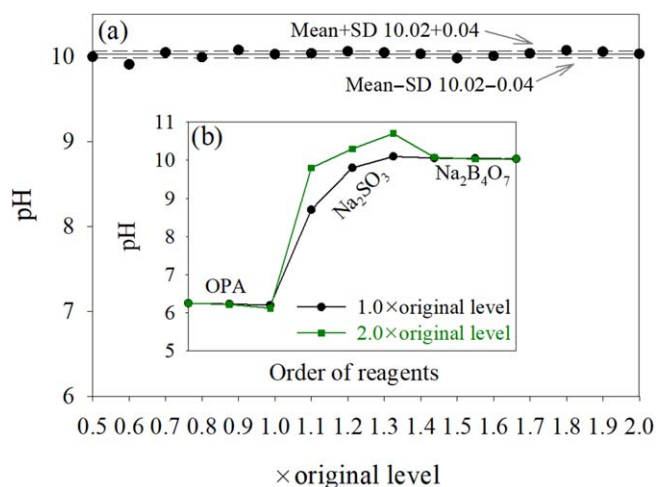 (a)
Mean+SD 10.02+0.04
Mean−SD 10.02−0.04
pH
10
9
8
7
6
(b)
pH
11
10
9
8
7
6
5
OPA
Na₂SO₃
Na₂B₄O₇
1.0×original level
2.0×original level
Order of reagents
0.5 0.6 0.7 0.8 0.9 1.0 1.1 1.2 1.3 1.4 1.5 1.6 1.7 1.8 1.9 2.0
× original level